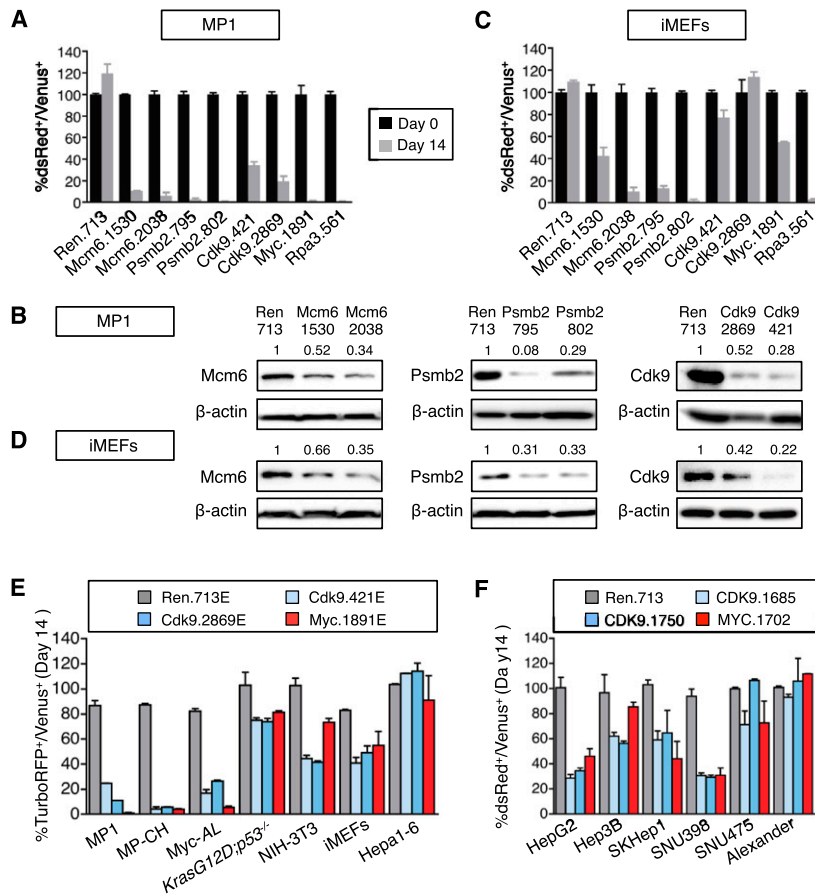 A
MP1
%dsRed⁺/Venus⁺
140
120
100
80
60
40
20
0
Ren.713
Mcm6.1530
Mcm6.2038
Psmb2.795
Psmb2.802
Cdk9.421
Cdk9.2869
Myc.1891
Rpa3.561
Day 0
Day 14
C
iMEFs
%dsRed⁺/Venus⁺
140
120
100
80
60
40
20
0
Ren.713
Mcm6.1530
Mcm6.2038
Psmb2.795
Psmb2.802
Cdk9.421
Cdk9.2869
Myc.1891
Rpa3.561
B
MP1
Ren Mcm6 Mcm6
713 1530 2038
1 0.52 0.34
Mcm6
β-actin
Ren Psmb2 Psmb2
713 795 802
1 0.08 0.29
Psmb2
β-actin
Ren Cdk9 Cdk9
713 2869 421
1 0.52 0.28
Cdk9
β-actin
D
iMEFs
1 0.66 0.35
Mcm6
β-actin
1 0.31 0.33
Psmb2
β-actin
1 0.42 0.22
Cdk9
β-actin
E
Ren.713E
Cdk9.421E
Cdk9.2869E
Myc.1891E
%TurboRFP⁺/Venus⁺ (Day 14)
140
120
100
80
60
40
20
0
MP1
MP-CH
Myc-AL
KrasG12D;p53-/-
NIH-3T3
iMEFs
Hepa1-6
F
Ren.713
CDK9.1685
CDK9.1750
MYC.1702
%dsRed⁺/Venus⁺ (Da y14)
140
120
100
80
60
40
20
0
HepG2
Hep3B
SKHep1
SNU398
SNU475
Alexander